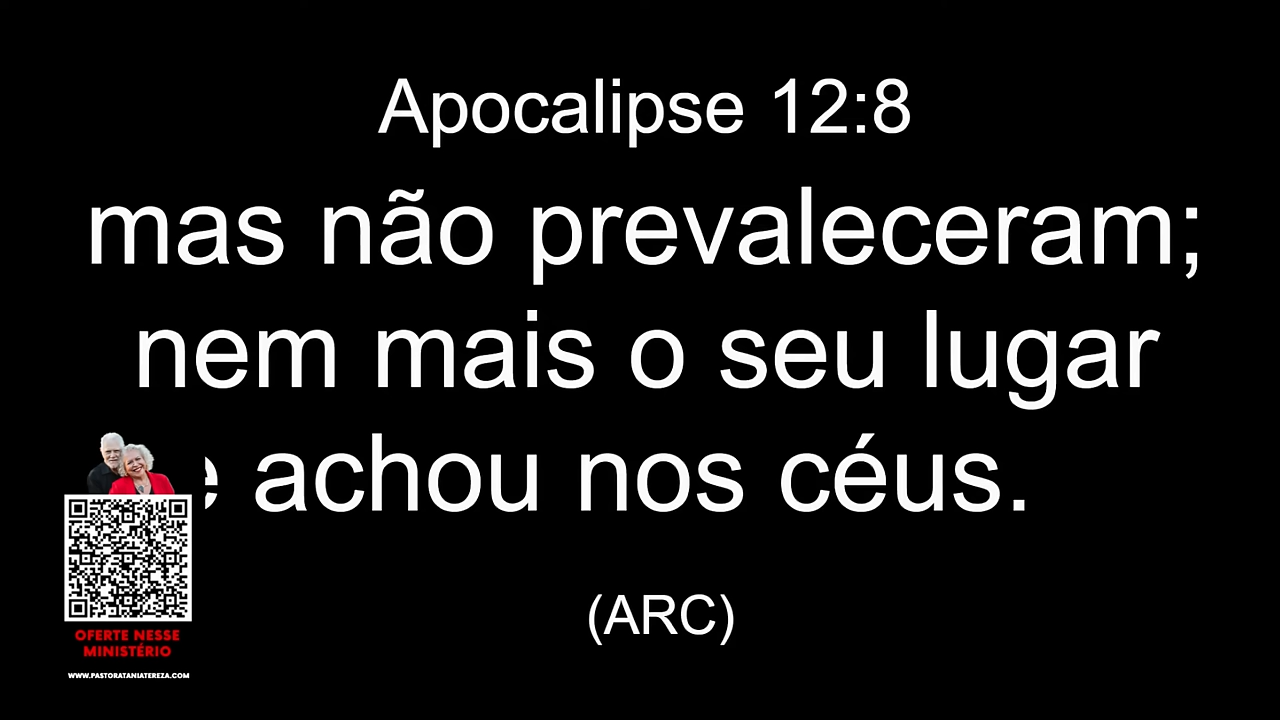 Apocalipse 12:8
mas não prevaleceram;
nem mais o seu lugar
e achou nos céus.
(ARC)
OFERTE NESSE
MINISTÉRIO
WWW.PASTORATANIATEREZA.COM